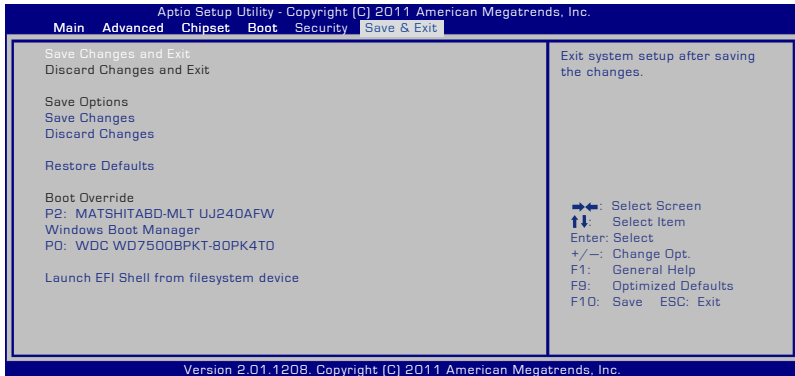 Aptio Setup Utility - Copyright (C) 2011 American Megatrends, Inc.
Main Advanced Chipset Boot Security Save & Exit
Save Changes and Exit
Discard Changes and Exit
Save Options
Save Changes
Discard Changes
Restore Defaults
Boot Override
P2: MATSHITABD-MLT UJ240AFW
Windows Boot Manager
P0: WDC WD7500BPKT-80PK4T0
Launch EFI Shell from filesystem device
Exit system setup after saving
the changes.
→←: Select Screen
↑↓: Select Item
Enter: Select
+/—: Change Opt.
F1: General Help
F9: Optimized Defaults
F10: Save ESC: Exit
Version 2.01.1208. Copyright (C) 2011 American Megatrends, Inc.